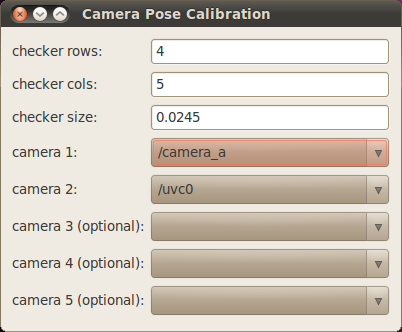 Camera Pose Calibration
checker rows: 4
checker cols: 5
checker size: 0.0245
camera 1: /camera_a
camera 2: /uvc0
camera 3 (optional):
camera 4 (optional):
camera 5 (optional):